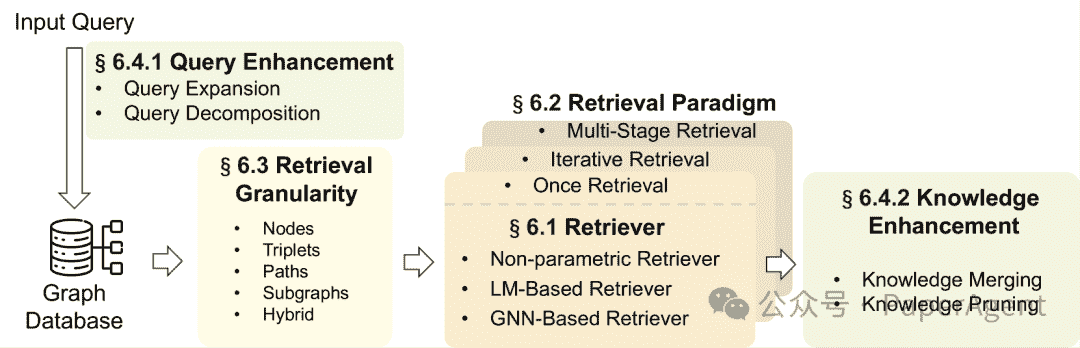 Input Query
§ 6.4.1 Query Enhancement
• Query Expansion
• Query Decomposition
Graph
Database
§ 6.3 Retrieval
Granularity
• Nodes
• Triplets
• Paths
• Subgraphs
• Hybrid
§ 6.2 Retrieval Paradigm
• Multi-Stage Retrieval
• Iterative Retrieval
• Once Retrieval
§ 6.1 Retriever
• Non-parametric Retriever
• LM-Based Retriever
• GNN-Based Retriever
§ 6.4.2 Knowledge
Enhancement
• Knowledge Merging
• Knowledge Pruning
公众号 · PaperAgent